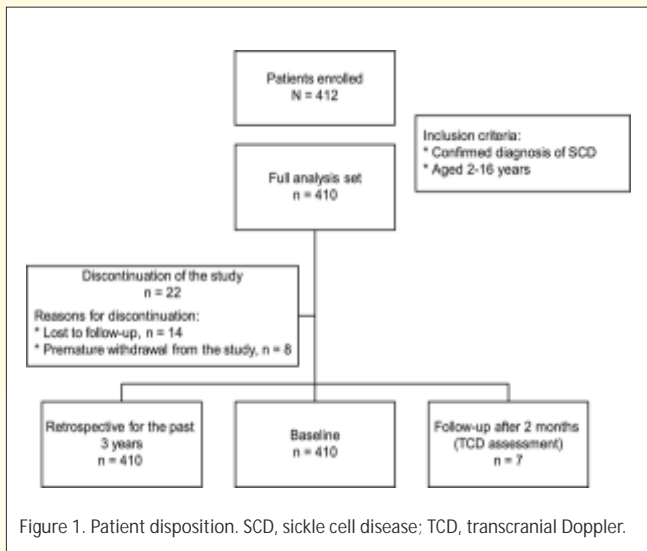 Patients enrolled
N = 412
Inclusion criteria:
* Confirmed diagnosis of SCD
* Aged 2-16 years
Full analysis set
n = 410
Discontinuation of the study
n = 22
Reasons for discontinuation:
* Lost to follow-up, n = 14
* Premature withdrawal from the study, n = 8
Retrospective for the past
3 years
n = 410
Baseline
n = 410
Follow-up after 2 months
(TCD assessment)
n = 7
Figure 1. Patient disposition. SCD, sickle cell disease; TCD, transcranial Doppler.